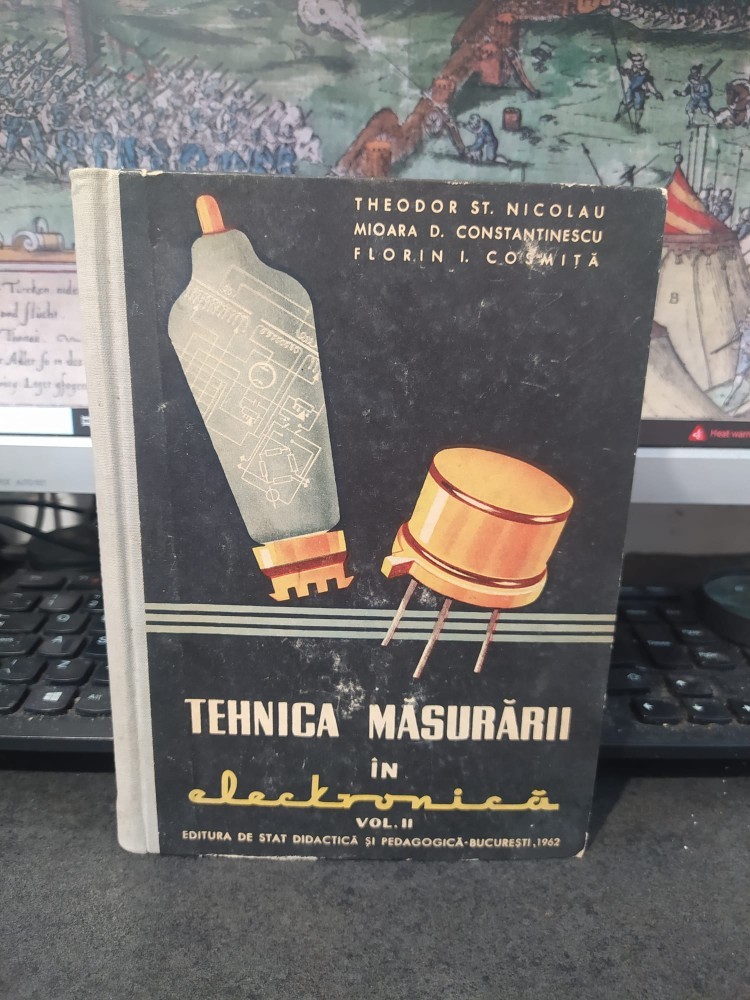 THEODOR ST. NICOLAU
MIOARA D. CONSTANTINESCU
FLORIN I. COSMIȚĂ
TEHNICA MĂSURĂRII
ÎN
electronică
VOL. II
EDITURA DE STAT DIDACTICĂ ȘI PEDAGOGICĂ-BUCUREȘTI, 1962
B